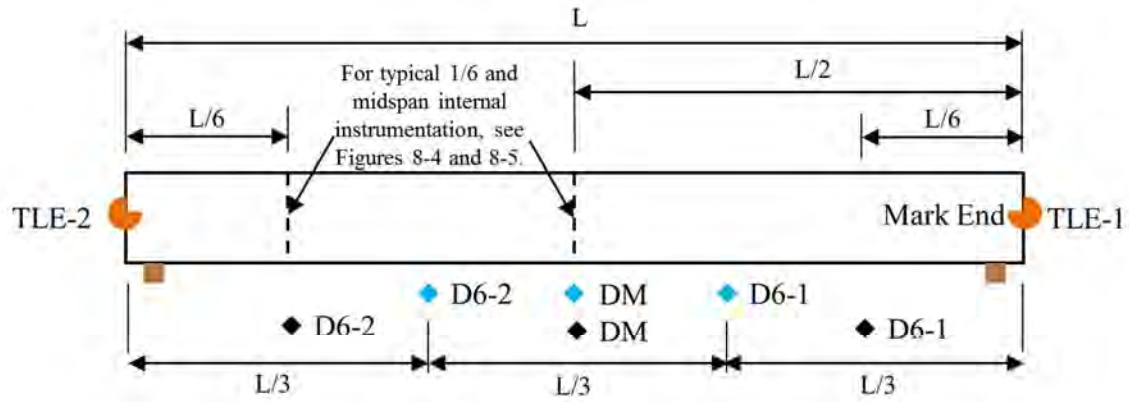 L
For typical 1/6 and
midspan internal
instrumentation, see
Figures 8-4 and 8-5.
L/2
L/6
L/6
TLE-2
Mark End
TLE-1
D6-2
DM
D6-1
D6-2
DM
D6-1
L/3
L/3
L/3